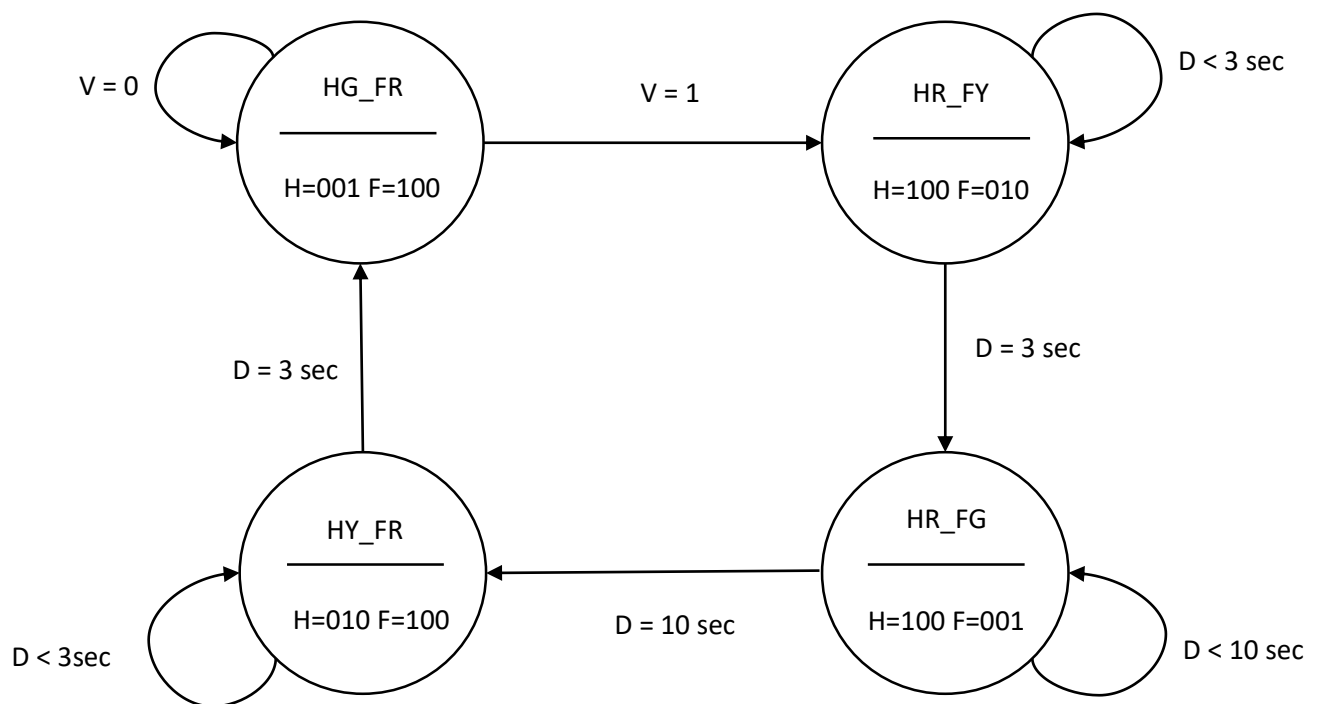 V = 0
HG_FR
H=001 F=100
V = 1
HR_FY
H=100 F=010
D < 3 sec
D = 3 sec
D = 3 sec
HY_FR
H=010 F=100
D < 3sec
D = 10 sec
HR_FG
H=100 F=001
D < 10 sec